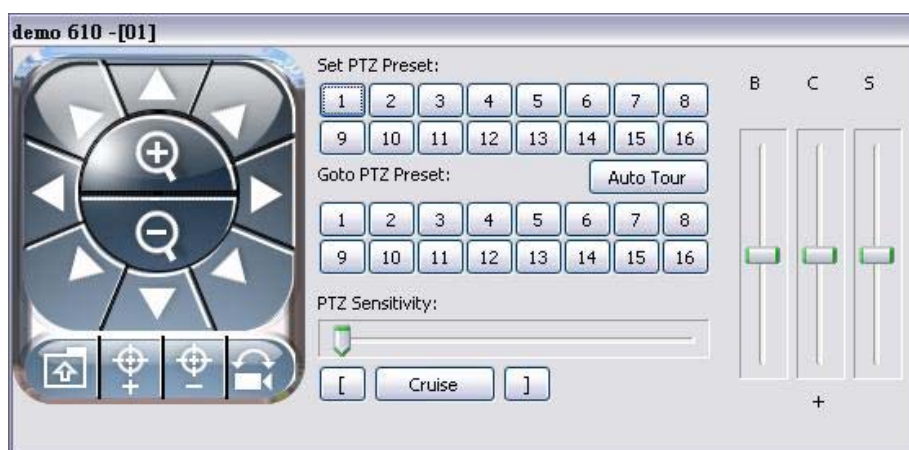 demo 610 -[01]
Set PTZ Preset:
1 2 3 4 5 6 7 8
9 10 11 12 13 14 15 16
Goto PTZ Preset:
Auto Tour
1 2 3 4 5 6 7 8
9 10 11 12 13 14 15 16
PTZ Sensitivity:
[ Cruise ]
B C S
+